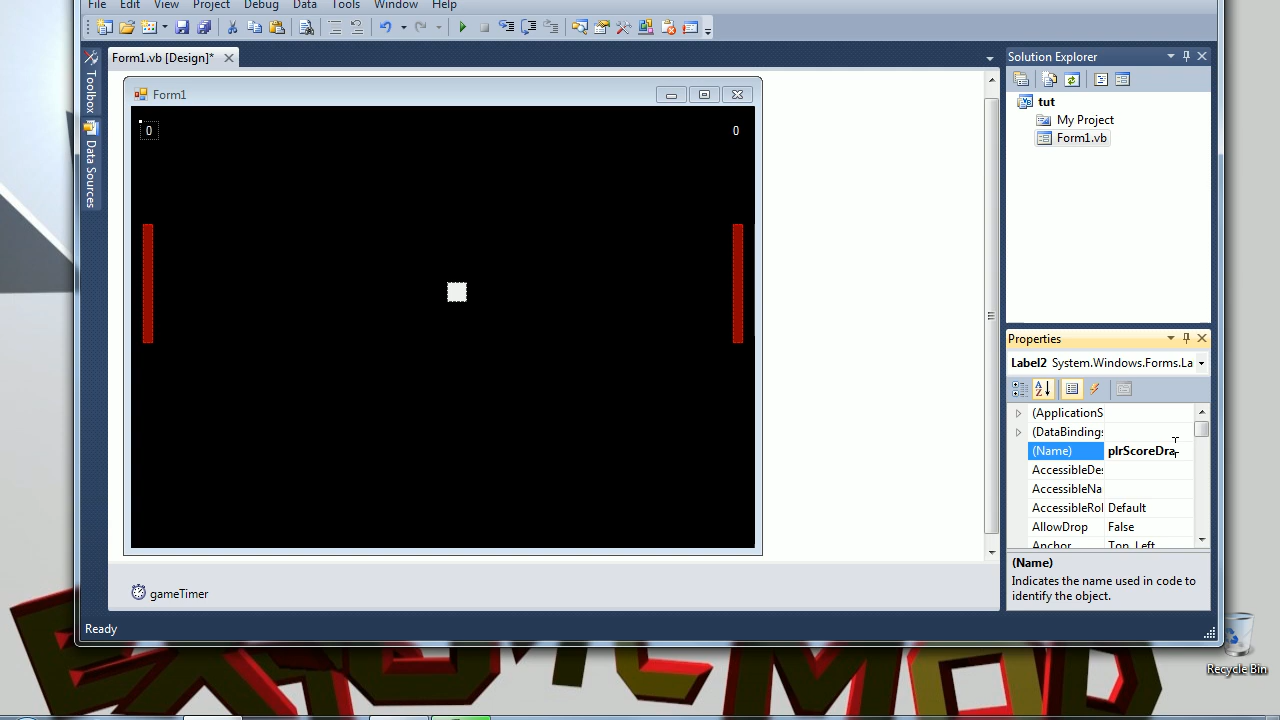 File Edit View Project Debug Data Tools Window Help
Form1.vb [Design]*
Toolbox
Data Sources
Form1
0
0
gameTimer
Ready
Solution Explorer
tut
My Project
Form1.vb
Properties
Label2 System.Windows.Forms.La
(ApplicationS
(DataBindings
(Name) plrScoreDra
AccessibleDes
AccessibleNa
AccessibleRol Default
AllowDrop False
Anchor Top, Left
(Name)
Indicates the name used in code to
identify the object.
Recycle Bin